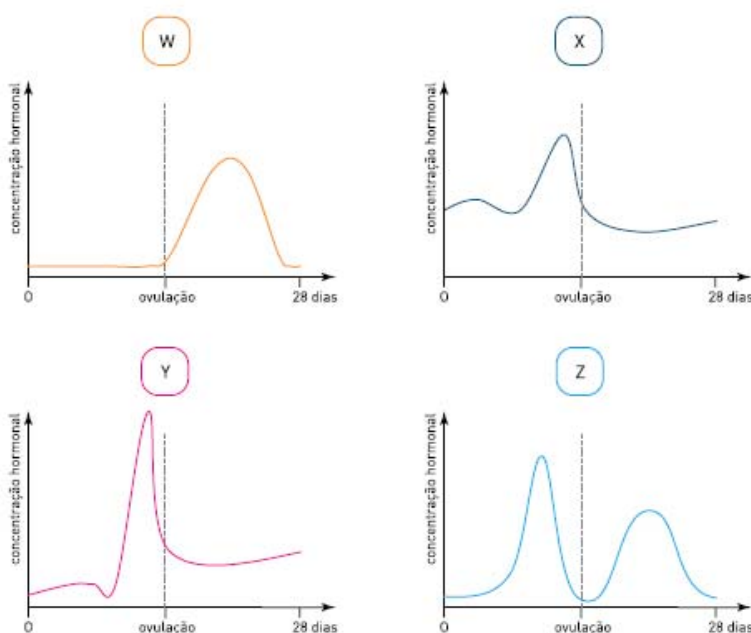 W
concentração hormonal
0
ovulação
28 dias
X
concentração hormonal
0
ovulação
28 dias
Y
concentração hormonal
0
ovulação
28 dias
Z
concentração hormonal
0
ovulação
28 dias